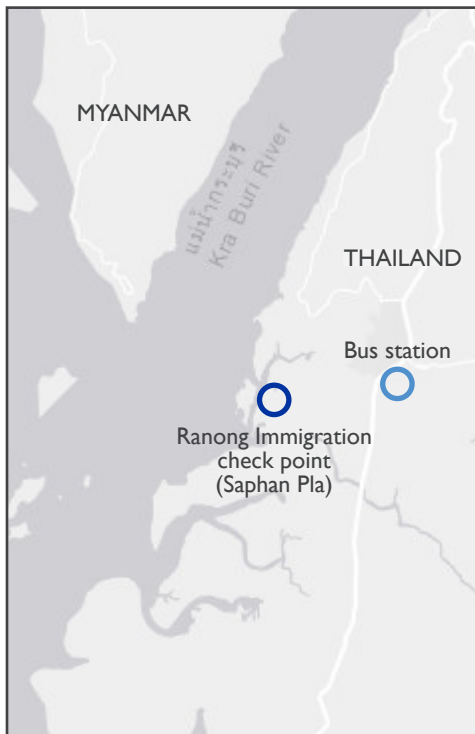 MYANMAR
แม่น้ำกระบุรี
Kra Buri River
THAILAND
Bus station
Ranong Immigration
check point
(Saphan Pla)